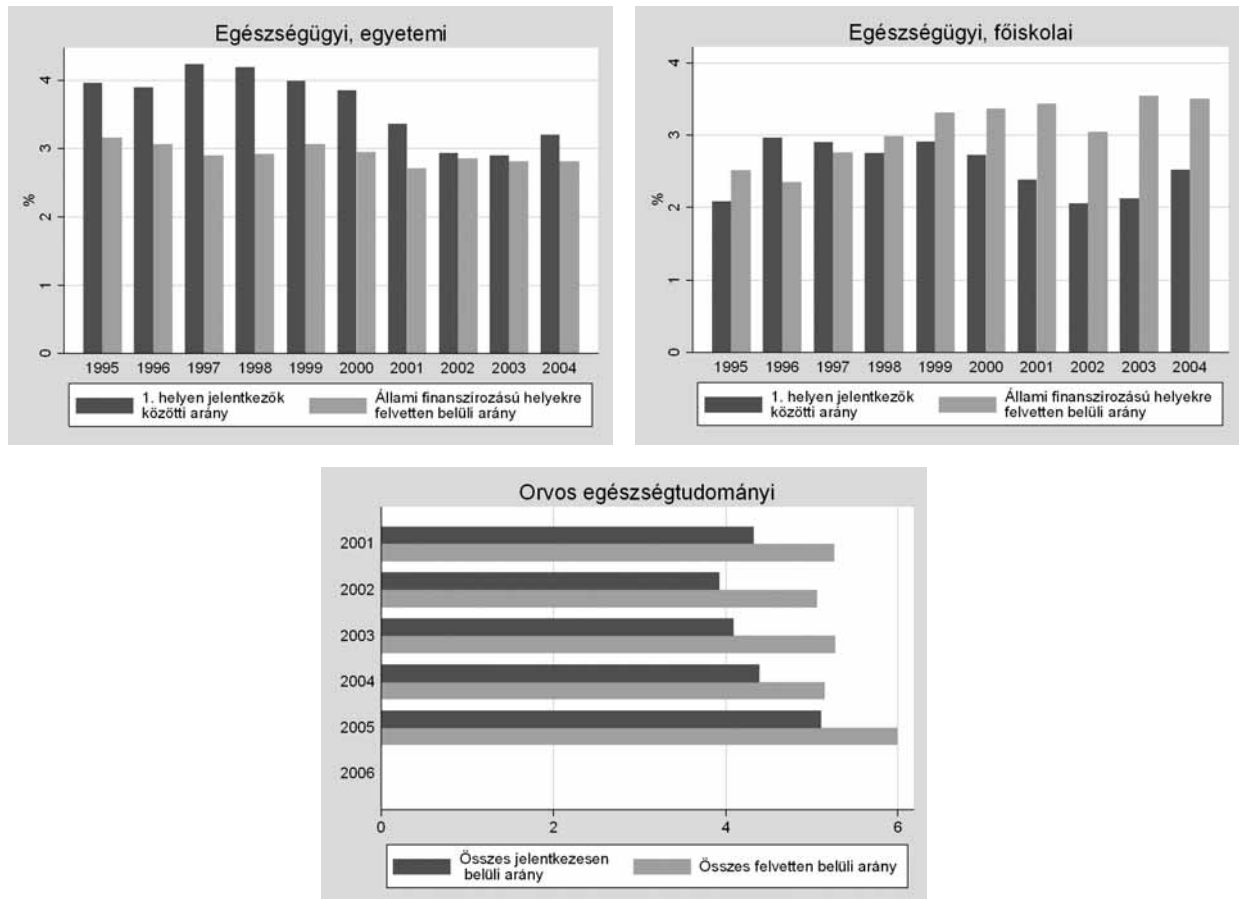 Egészségügyi, egyetemi
%
4
3
2
1
0
1995 1996 1997 1998 1999 2000 2001 2002 2003 2004
1. helyen jelentkezők
közötti arány
Állami finanszírozású helyekre
felvetten belüli arány
Egészségügyi, főiskolai
%
4
3
2
1
0
1995 1996 1997 1998 1999 2000 2001 2002 2003 2004
1. helyen jelentkezők
közötti arány
Állami finanszírozású helyekre
felvetten belüli arány
Orvos egészségtudományi
2001
2002
2003
2004
2005
2006
0 2 4 6
Összes jelentkezesen
belüli arány
Összes felvetten belüli arány